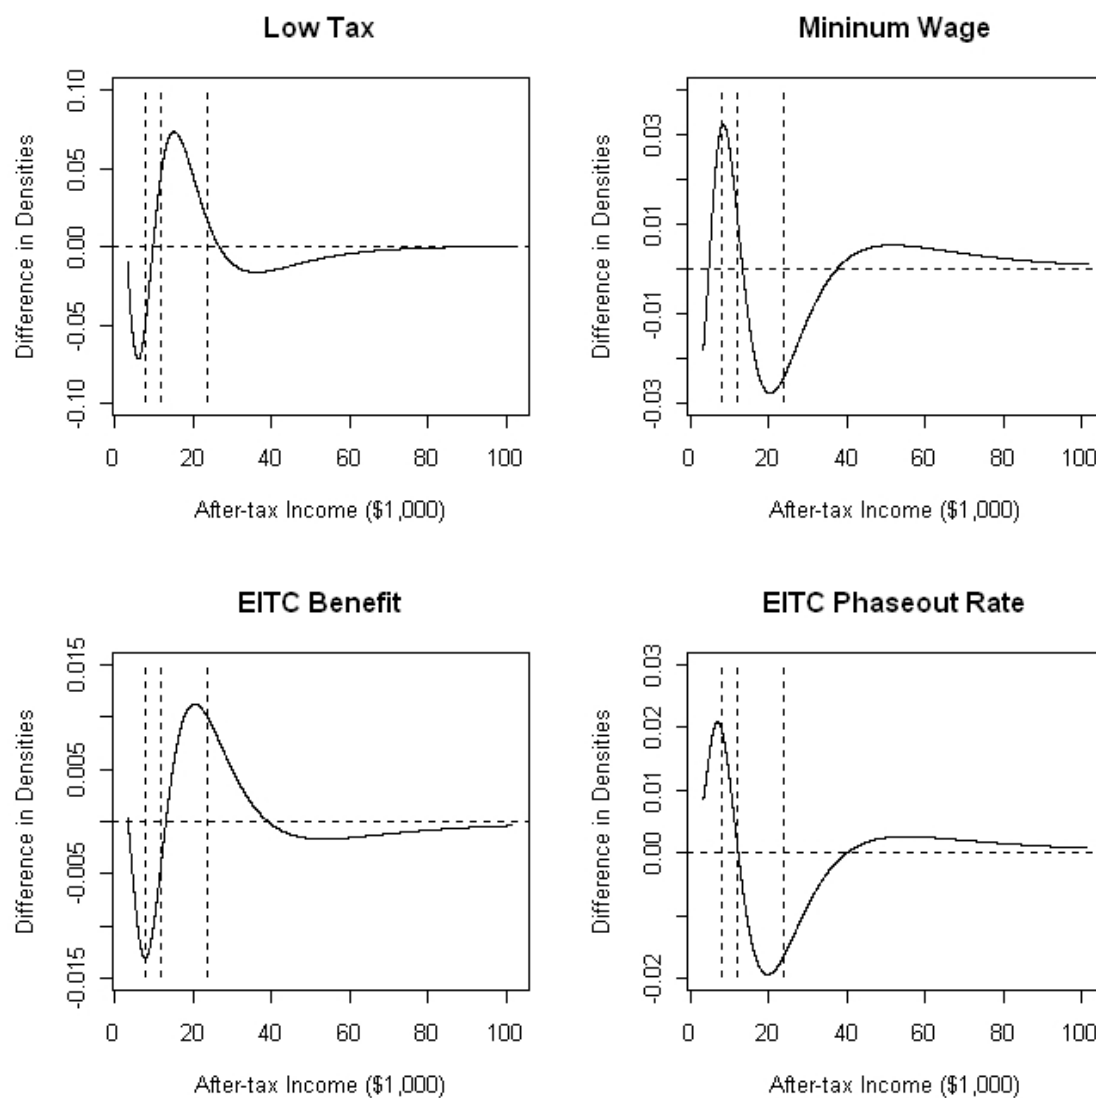 Low Tax
Difference in Densities
-0.10 -0.05 0.00 0.05 0.10
0 20 40 60 80 100
After-tax Income ($1,000)
Mininum Wage
Difference in Densities
-0.03 -0.01 0.01 0.03
0 20 40 60 80 100
After-tax Income ($1,000)
EITC Benefit
Difference in Densities
-0.015 -0.005 0.005 0.015
0 20 40 60 80 100
After-tax Income ($1,000)
EITC Phaseout Rate
Difference in Densities
-0.02 0.00 0.01 0.02 0.03
0 20 40 60 80 100
After-tax Income ($1,000)